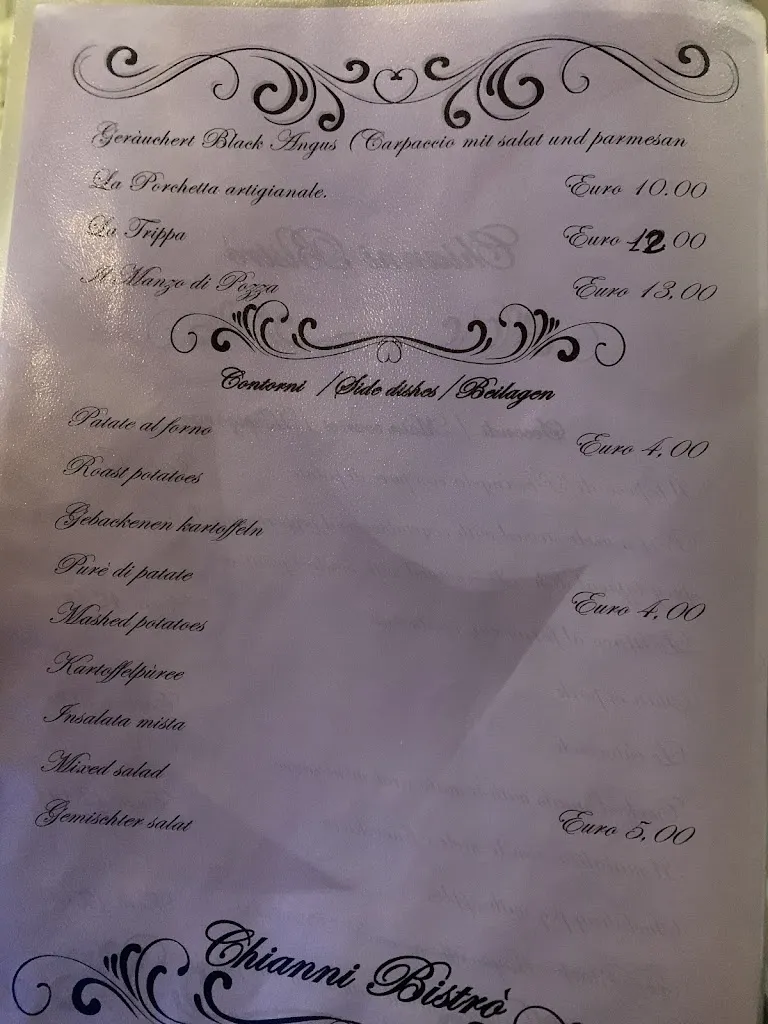 Geràuchert Black Angus (Carpaccio mit salat und parmesan
La Porchetta artigianale. Euro 10.00
La Trippa Euro 12.00
Il Manzo di Pozza Euro 13,00
Contorni /Side dishes/Beilagen
Patate al forno
Euro 4,00
Roast potatoes
Gebackenen kartoffeln
Purè di patate
Euro 4,00
Mashed potatoes
Kartoffelpùree
Insalata mista
Mixed salad
Gemischter salat Euro 5,00
Chianni Bistrò